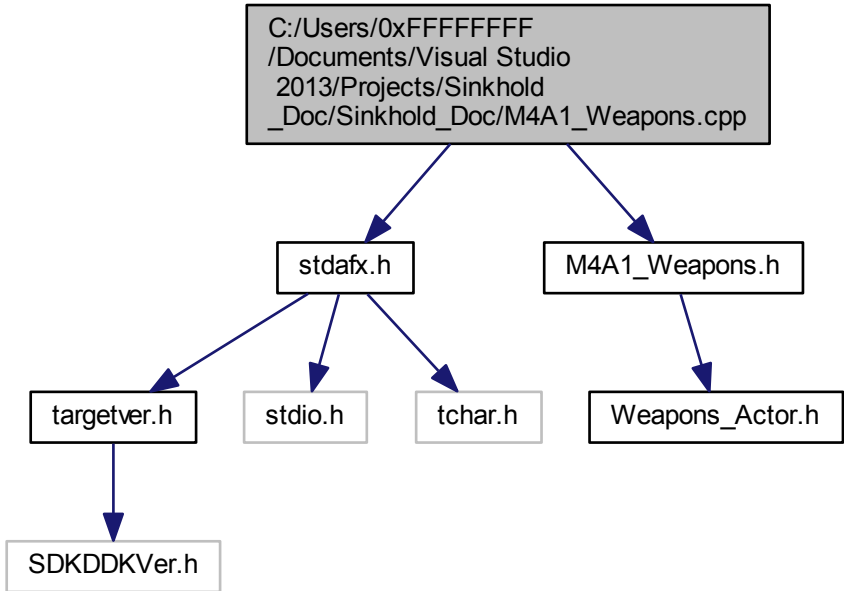 C:/Users/0xFFFFFFFF
/Documents/Visual Studio
2013/Projects/Sinkhold
_Doc/Sinkhold_Doc/M4A1_Weapons.cpp
stdafx.h
M4A1_Weapons.h
targetver.h
stdio.h
tchar.h
Weapons_Actor.h
SDKDDKVer.h